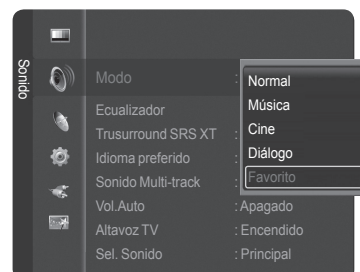 Sonido
Modo :
Normal
Música
Cine
Diálogo
Favorito
Ecualizador
Trusurround SRS XT :
Idioma preferido :
Sonido Multi-track :
Vol.Auto : Apagado
Altavoz TV : Encendido
Sel. Sonido : Principal